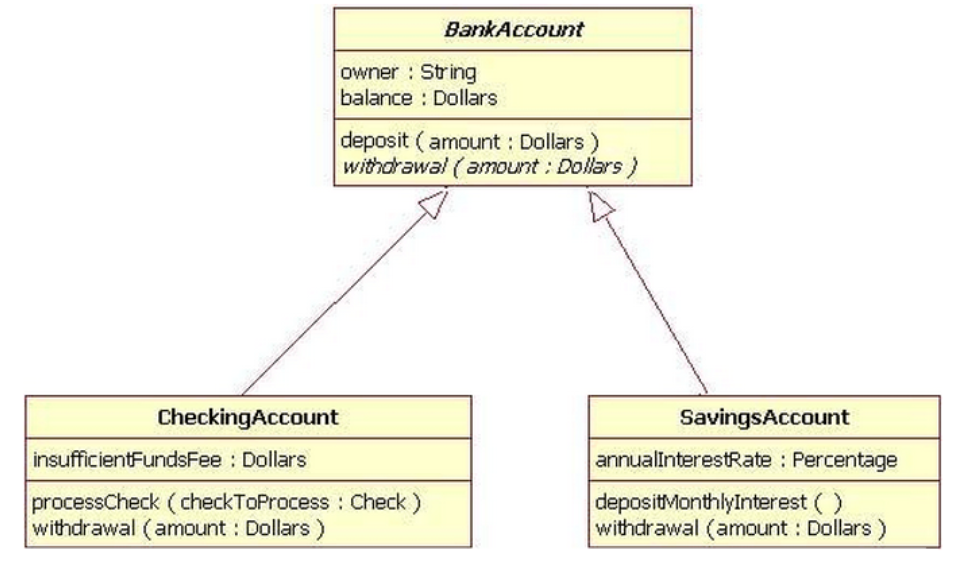 BankAccount
owner : String
balance : Dollars
deposit ( amount : Dollars )
withdrawal ( amount : Dollars )
CheckingAccount
insufficientFundsFee : Dollars
processCheck ( checkToProcess : Check )
withdrawal ( amount : Dollars )
SavingsAccount
annualInterestRate : Percentage
depositMonthlyInterest ( )
withdrawal ( amount : Dollars )